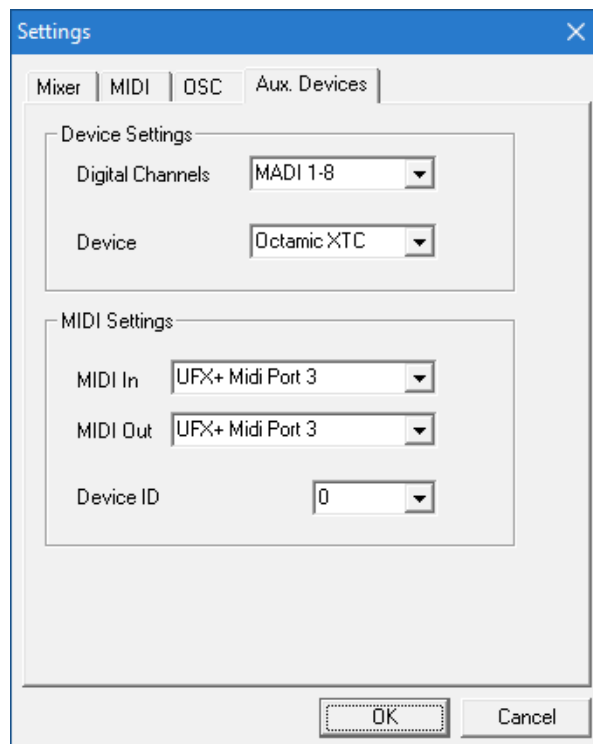 Settings
Mixer MIDI OSC Aux. Devices
Device Settings
Digital Channels MADI 1-8
Device Octamic XTC
MIDI Settings
MIDI In UFX+ Midi Port 3
MIDI Out UFX+ Midi Port 3
Device ID 0
OK Cancel